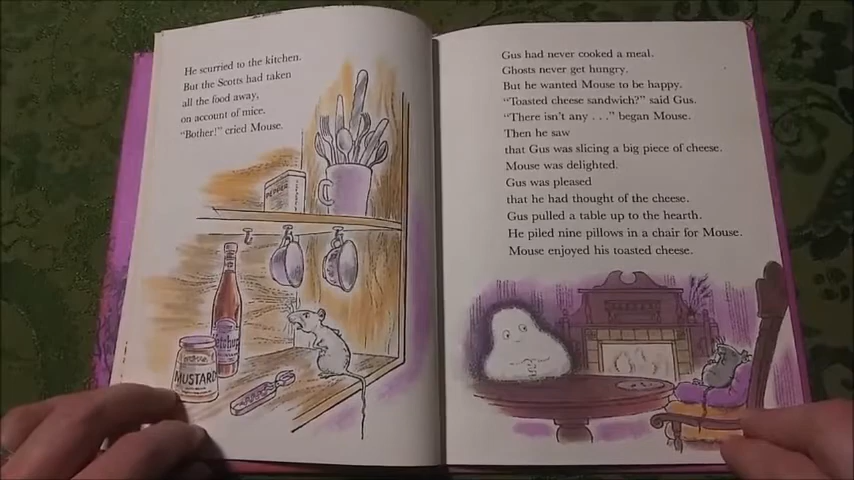 He scurried to the kitchen.
But the Scotts had taken
all the food away,
on account of mice.
"Bother!" cried Mouse.
PEPPER
MUSTARD
Gus had never cooked a meal.
Ghosts never get hungry.
But he wanted Mouse to be happy.
"Toasted cheese sandwich?" said Gus.
"There isn't any . . ." began Mouse.
Then he saw
that Gus was slicing a big piece of cheese.
Mouse was delighted.
Gus was pleased
that he had thought of the cheese.
Gus pulled a table up to the hearth.
He piled nine pillows in a chair for Mouse.
Mouse enjoyed his toasted cheese.